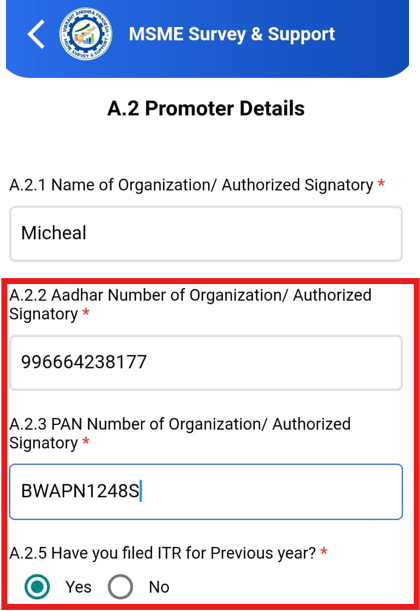 MSME Survey & Support
A.2 Promoter Details
A.2.1 Name of Organization/ Authorized Signatory *
Micheal
A.2.2 Aadhar Number of Organization/ Authorized
Signatory *
996664238177
A.2.3 PAN Number of Organization/ Authorized
Signatory *
BWAPN1248S
A.2.5 Have you filed ITR for Previous year? *
Yes No